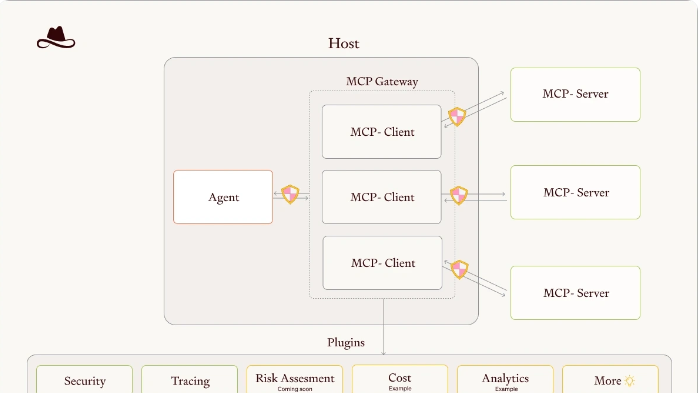 Host
MCP Gateway
MCP- Client
MCP- Server
Agent
MCP- Client
MCP- Server
MCP- Client
MCP- Server
Plugins
Security
Tracing
Risk Assesment
Coming soon
Cost
Example
Analytics
Example
More